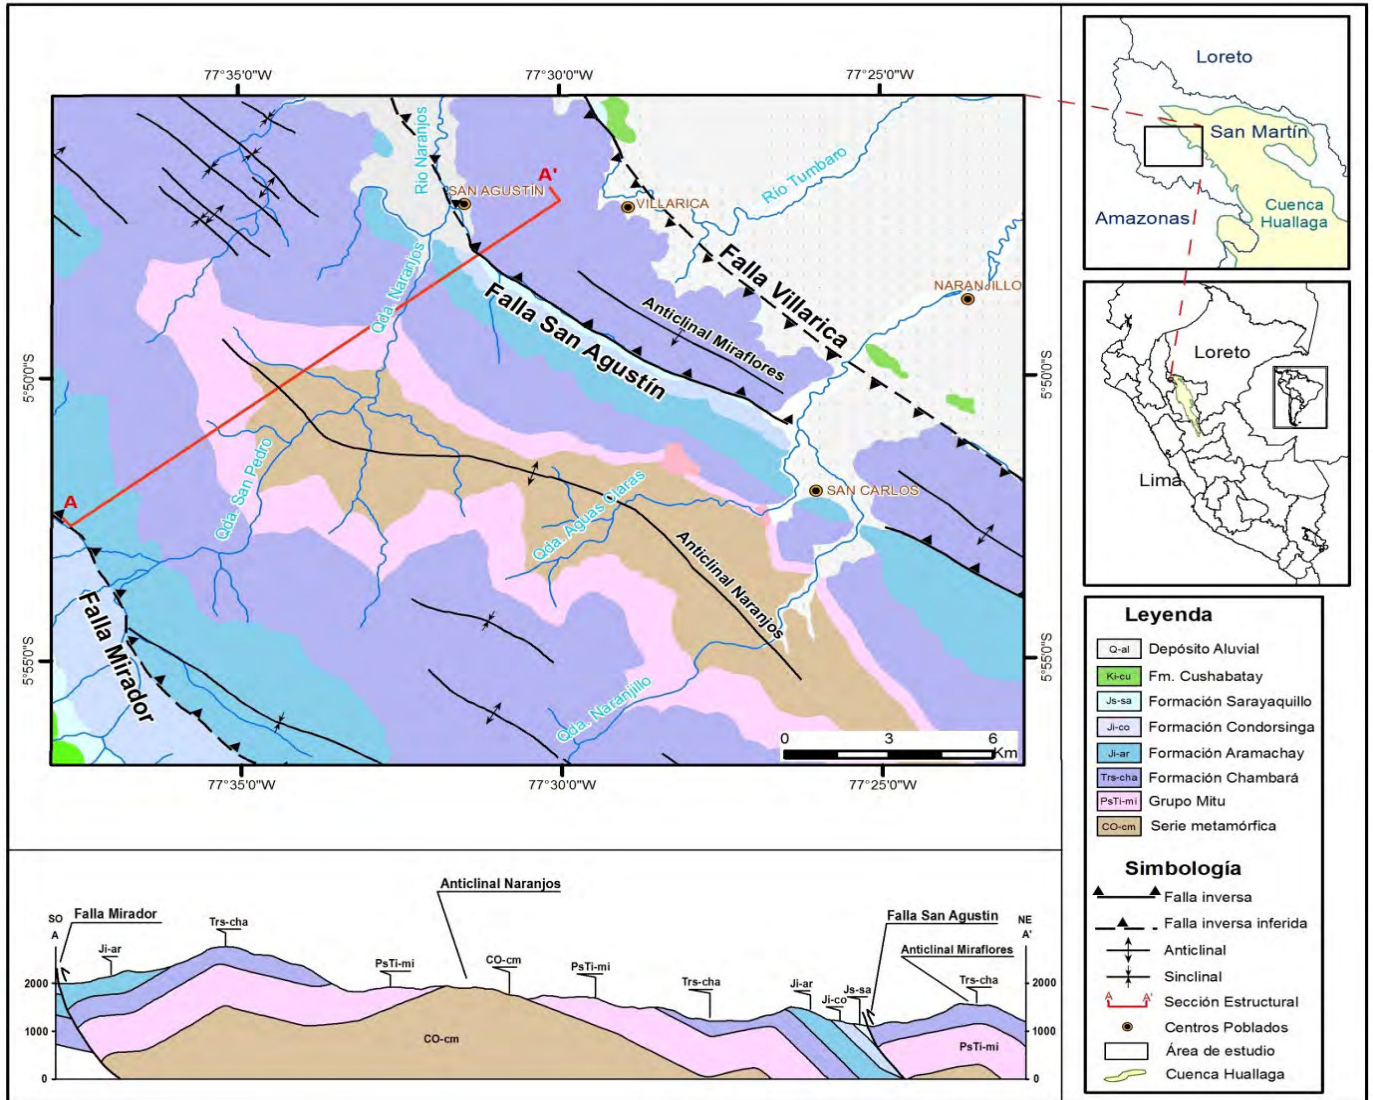 77°35'0"W
77°30'0"W
77°25'0"W
Río Naranjos
A'
SAN AGUSTÍN
VILLARICA
Río Tumbaro
Falla Villarica
NARANJILLO
Qda. Naranjos
Falla San Agustín
Anticlinal Miraflores
5°50'0"S
5°50'0"S
A
Qda. San Pedro
Qda. Aguas Claras
SAN CARLOS
Anticlinal Naranjos
Falla Mirador
Qda. Naranjillo
5°55'0"S
5°55'0"S
0 3 6
Km
77°35'0"W
77°30'0"W
77°25'0"W
Loreto
San Martín
Amazonas
Cuenca
Huallaga
Loreto
Lima
Leyenda
Q-al Depósito Aluvial
Ki-cu Fm. Cushabatay
Js-sa Formación Sarayaquillo
Ji-co Formación Condorsinga
Ji-ar Formación Aramachay
Trs-cha Formación Chambará
PsTi-mi Grupo Mitu
CO-cm Serie metamórfica
Simbología
Falla inversa
Falla inversa inferida
Anticlinal
Sinclinal
A A' Sección Estructural
Centros Poblados
Área de estudio
Cuenca Huallaga
Anticlinal Naranjos
SO
A
Falla Mirador
Trs-cha
Ji-ar
PsTi-mi
CO-cm
PsTi-mi
Trs-cha
Ji-ar
Ji-co
Js-sa
Falla San Agustin
Anticlinal Miraflores
Trs-cha
NE
A'
2000
1000
0
CO-cm
PsTi-mi
2000
1000
0